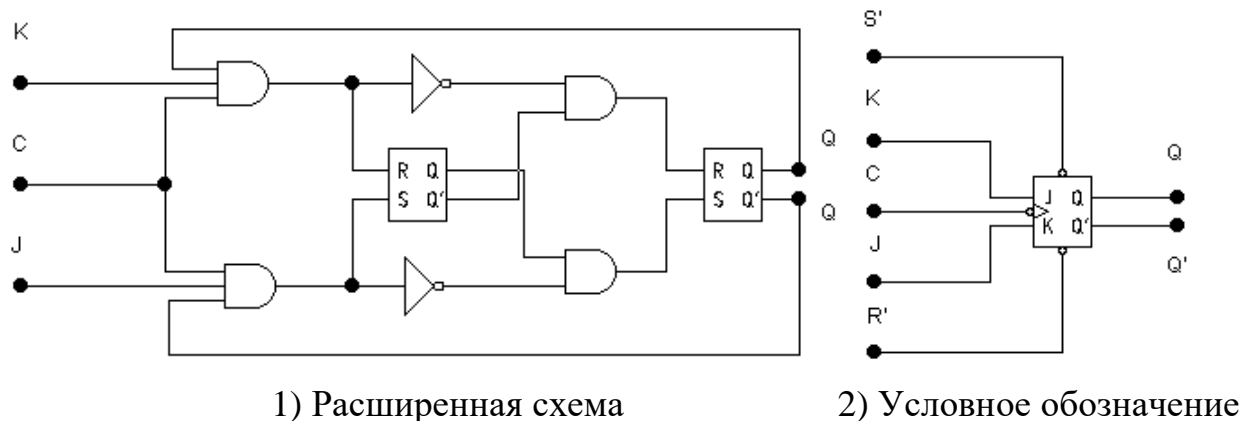 K
C
J
R Q
S Q'
R Q
S Q'
Q
Q
S'
K
C
J
R'
J Q
K Q'
Q
Q'
1) Расширенная схема
2) Условное обозначение